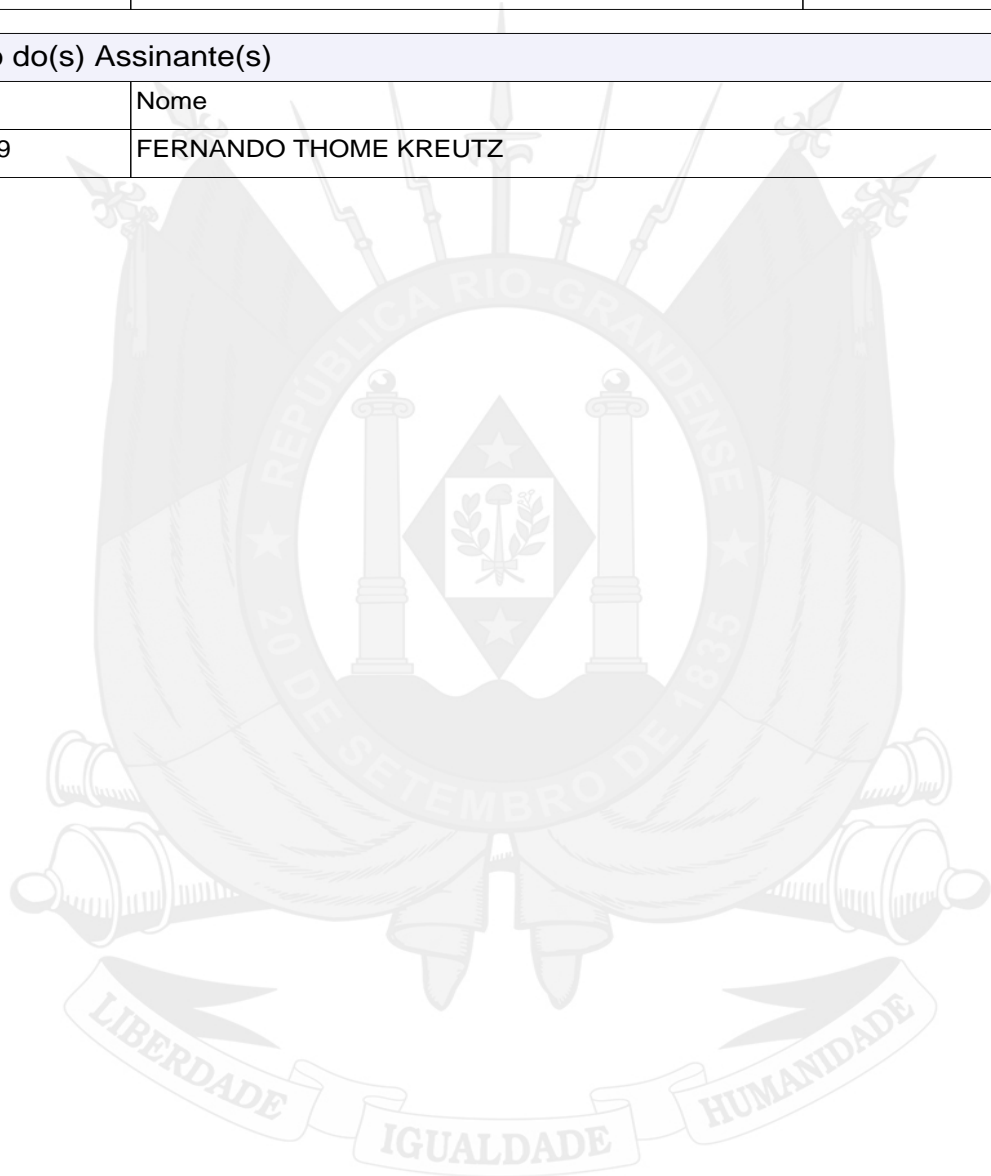 o do(s) Assinante(s)
Nome
9 FERNANDO THOME KREUTZ
REPÚBLICA RIO-GRANDENSE
20 DE SETEMBRO DE 1835
LIBERDADE IGUALDADE HUMANIDADE